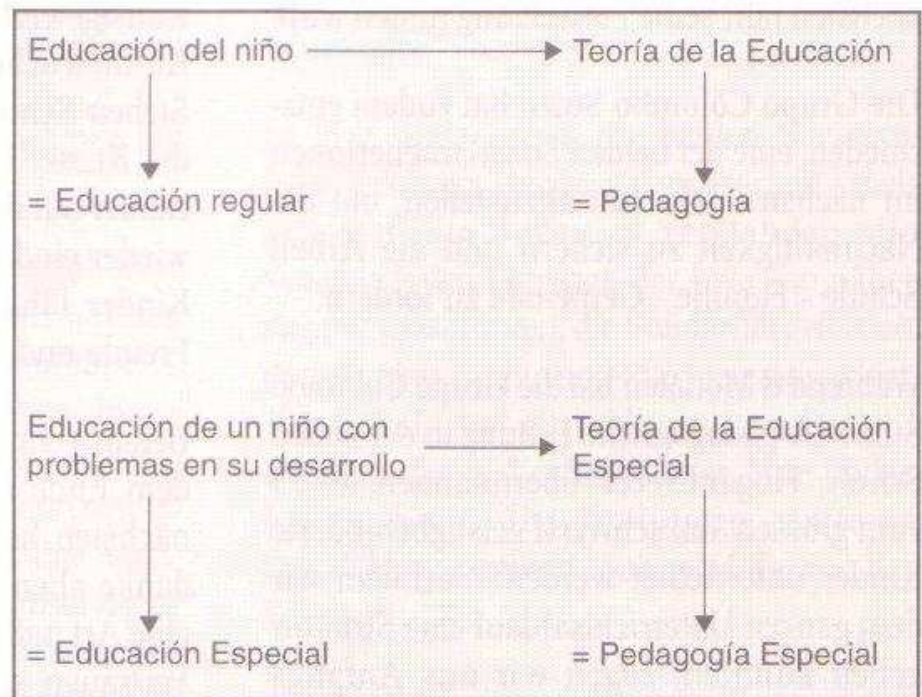 Educación del niño
Teoría de la Educación
= Educación regular
= Pedagogía
Educación de un niño con
problemas en su desarrollo
Teoría de la Educación
Especial
= Educación Especial
= Pedagogía Especial